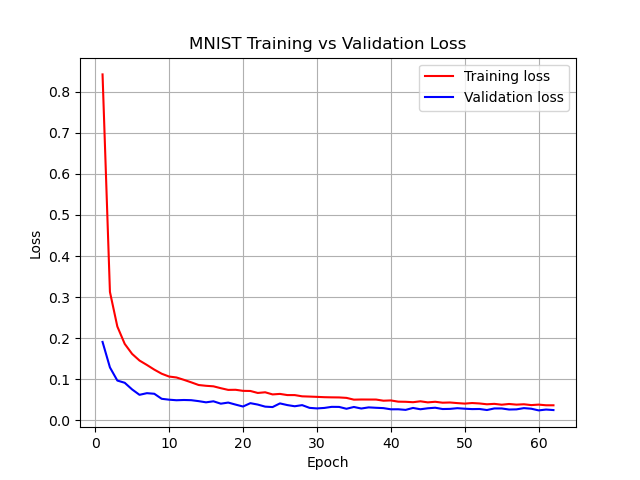 MNIST Training vs Validation Loss
Training loss
Validation loss
Loss
0.8
0.7
0.6
0.5
0.4
0.3
0.2
0.1
0.0
0 10 20 30 40 50 60
Epoch